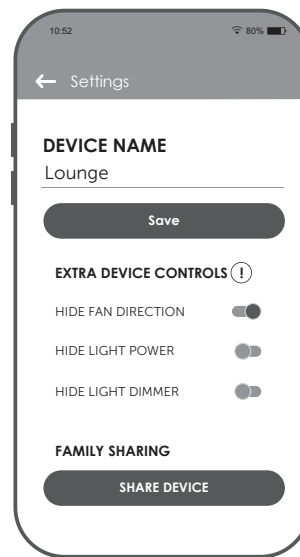 10:52 80%
Settings
DEVICE NAME
Lounge
Save
EXTRA DEVICE CONTROLS !
HIDE FAN DIRECTION
HIDE LIGHT POWER
HIDE LIGHT DIMMER
FAMILY SHARING
SHARE DEVICE